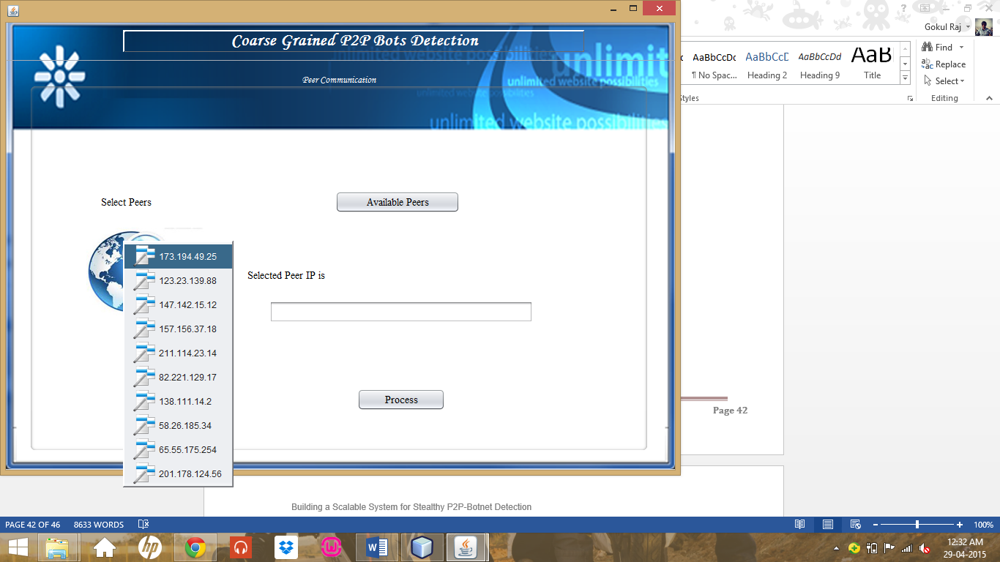 Coarse Grained P2P Bots Detection
Peer Communication
unlimited website possibilities
unlimit
unlimited website possibilities
unlimited website possibilities
unlimited website possibilities
Select Peers
Available Peers
173.194.49.25
123.23.139.88
147.142.15.12
157.156.37.18
211.114.23.14
82.221.129.17
138.111.14.2
58.26.185.34
65.55.175.254
201.178.124.56
Selected Peer IP is
Process
?
Gokul Raj
AaBbCcDc AaBbCcD AaBbCcDd AaB
¶ No Spac... Heading 2 Heading 9 Title
Find
Replace
Select
Editing
Page 42
Building a Scalable System for Stealthy P2P-Botnet Detection
PAGE 42 OF 46 8633 WORDS
100%
12:32 AM
29-04-2015